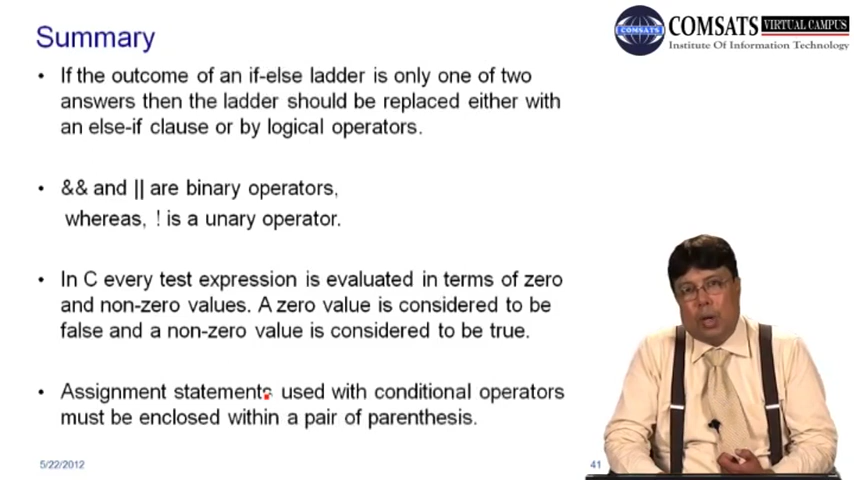 Summary
COMSATS VIRTUAL CAMPUS
Institute Of Information Technology
COMSATS
• If the outcome of an if-else ladder is only one of two
answers then the ladder should be replaced either with
an else-if clause or by logical operators.
• && and || are binary operators,
whereas, ! is a unary operator.
• In C every test expression is evaluated in terms of zero
and non-zero values. A zero value is considered to be
false and a non-zero value is considered to be true.
• Assignment statements used with conditional operators
must be enclosed within a pair of parenthesis.
5/22/2012
41